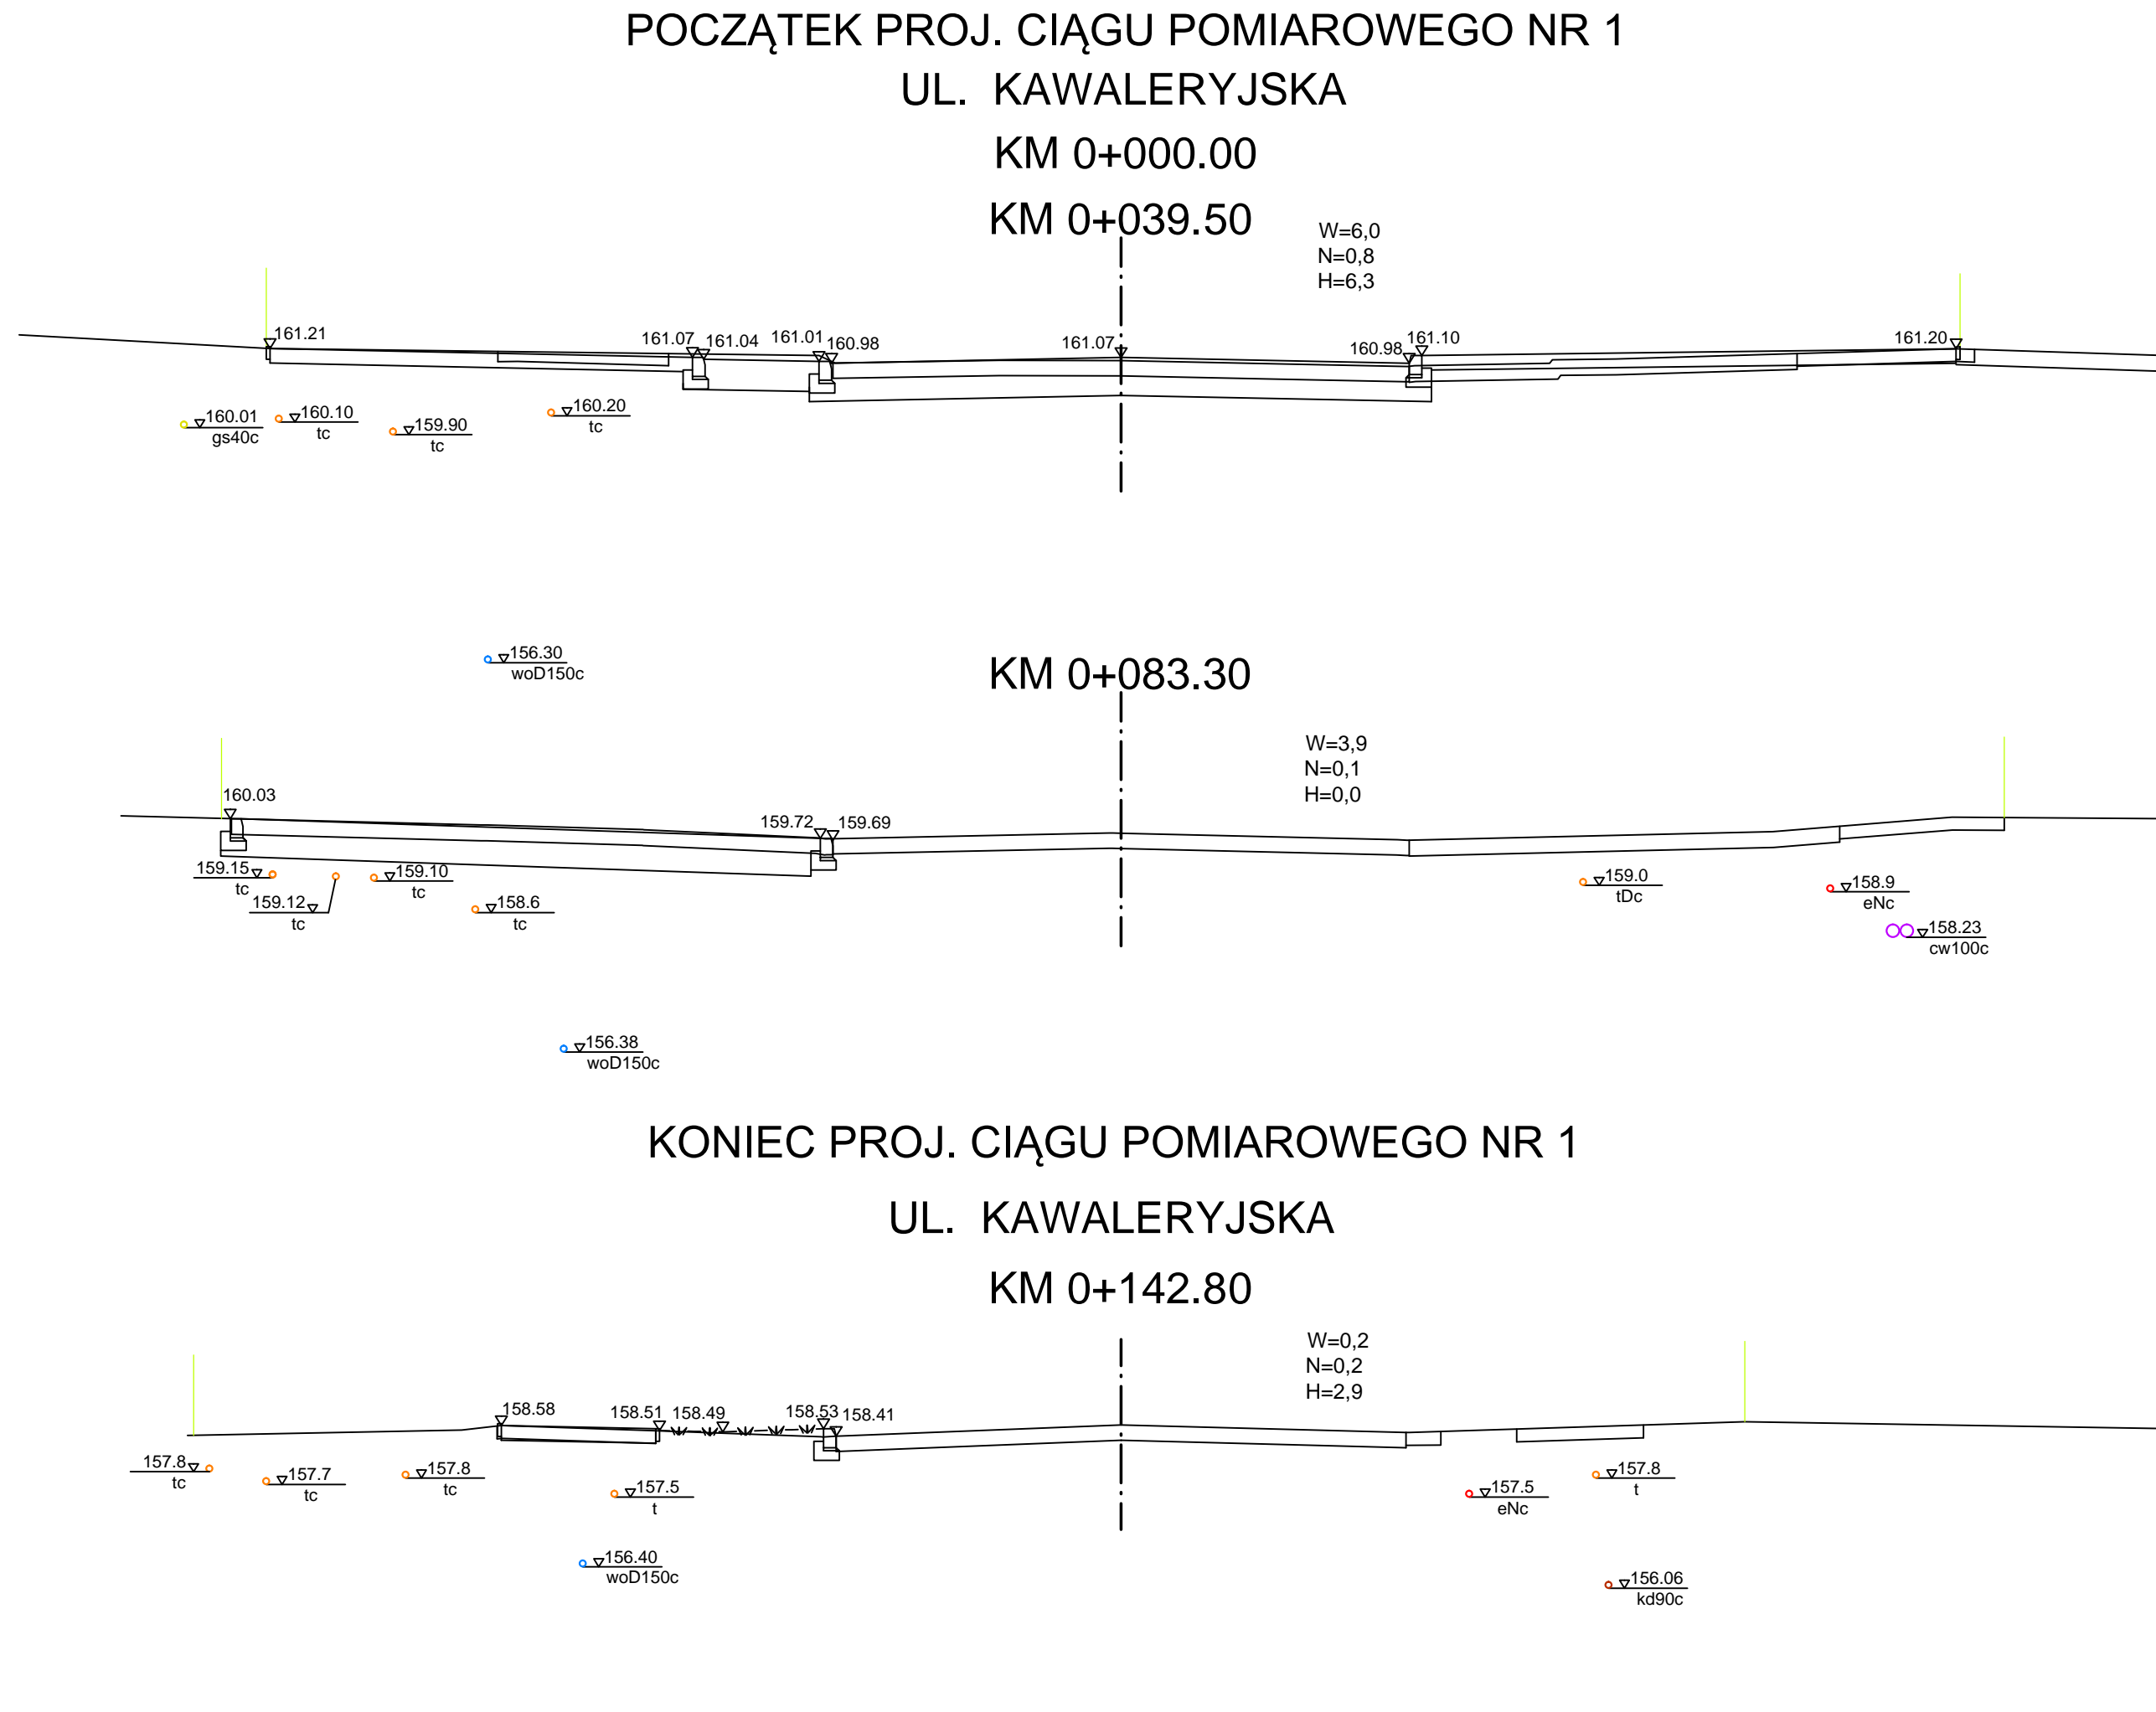 POCZĄTEK PROJ. CIĄGU POMIAROWEGO NR 1
UL. KAWALERYJSKA
KM 0+000.00
KM 0+039.50
W=6,0
N=0,8
H=6,3
161.21
161.07
161.04
161.01
160.98
161.07
160.98
161.10
161.20
160.01
gs40c
160.10
tc
159.90
tc
160.20
tc
156.30
woD150c
KM 0+083.30
W=3,9
N=0,1
H=0,0
160.03
159.72
159.69
159.15
tc
159.12
tc
159.10
tc
158.6
tc
159.0
tDc
158.9
eNc
158.23
cw100c
156.38
woD150c
KONIEC PROJ. CIĄGU POMIAROWEGO NR 1
UL. KAWALERYJSKA
KM 0+142.80
W=0,2
N=0,2
H=2,9
158.58
158.51
158.49
158.53
158.41
157.8
tc
157.7
tc
157.8
tc
157.5
t
157.5
eNc
157.8
t
156.40
woD150c
156.06
kd90c